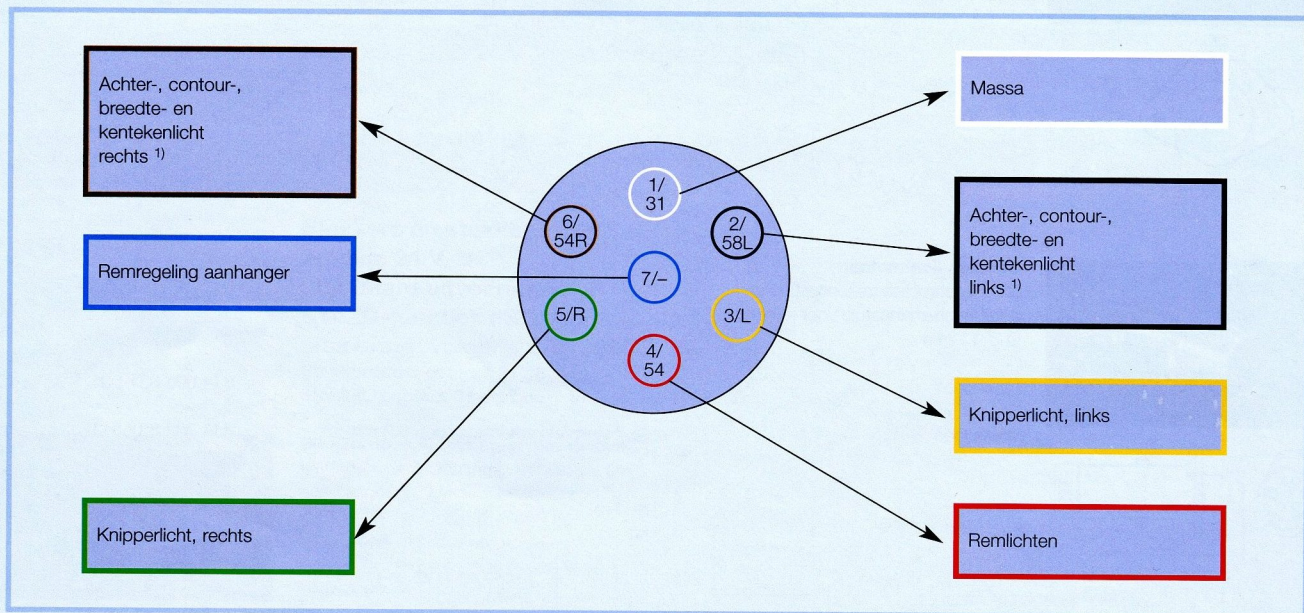 Achter-, contour-,
breedte- en
kentekenlicht
rechts ¹⁾
Remregeling aanhanger
Knipperlicht, rechts
1/
31
6/
54R
2/
58L
7/–
5/R
3/L
4/
54
Massa
Achter-, contour-,
breedte- en
kentekenlicht
links ¹⁾
Knipperlicht, links
Remlichten